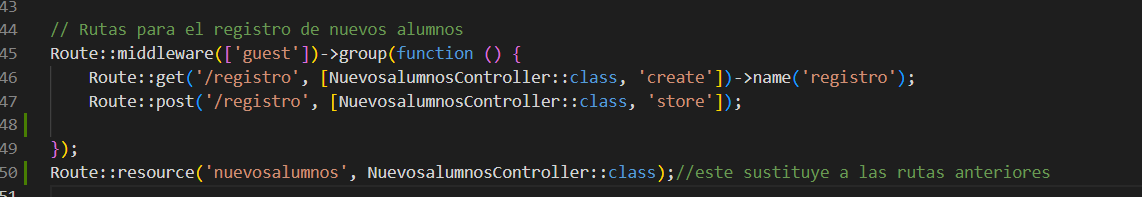 43
44 // Rutas para el registro de nuevos alumnos
45 Route::middleware(['guest'])->group(function () {
46 Route::get('/registro', [NuevosalumnosController::class, 'create'])->name('registro');
47 Route::post('/registro', [NuevosalumnosController::class, 'store']);
48
49 });
50 Route::resource('nuevosalumnos', NuevosalumnosController::class);//este sustituye a las rutas anteriores
51